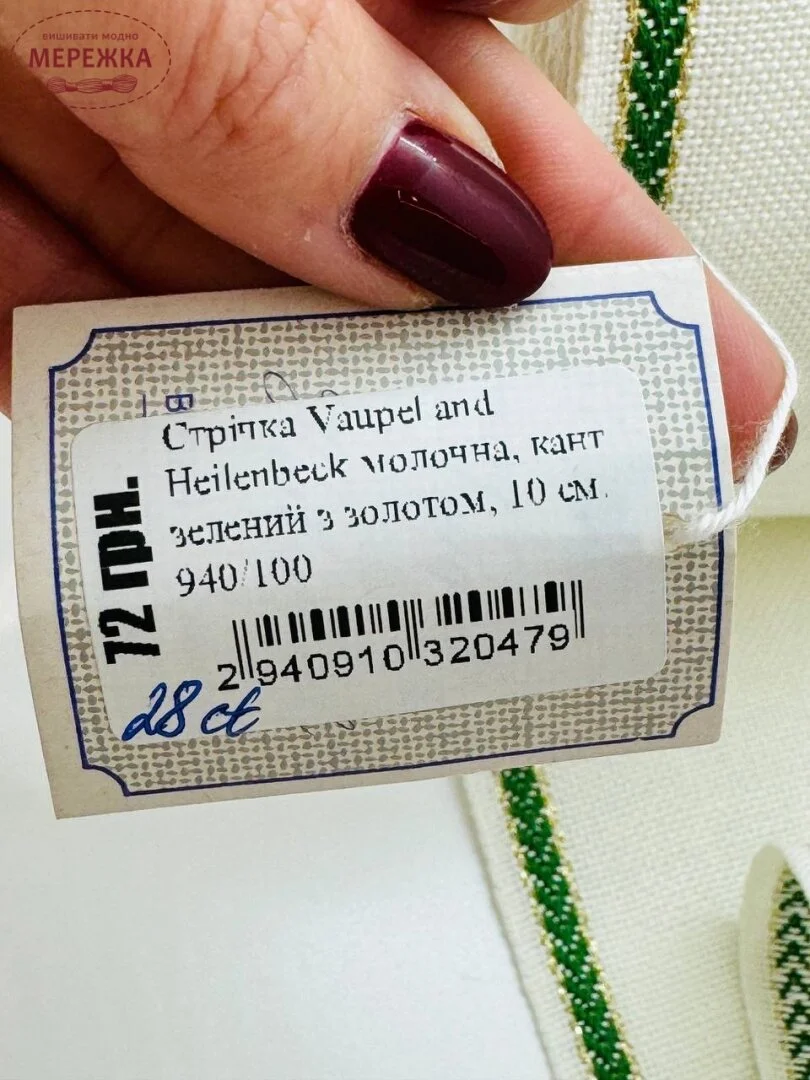 вишивати модно
МЕРЕЖКА
Стрічка Vaupel and
Heilenbeck молочна, кант
зелений з золотом, 10 см.
940/100
72 грн.
2 940910 320479
28 ct